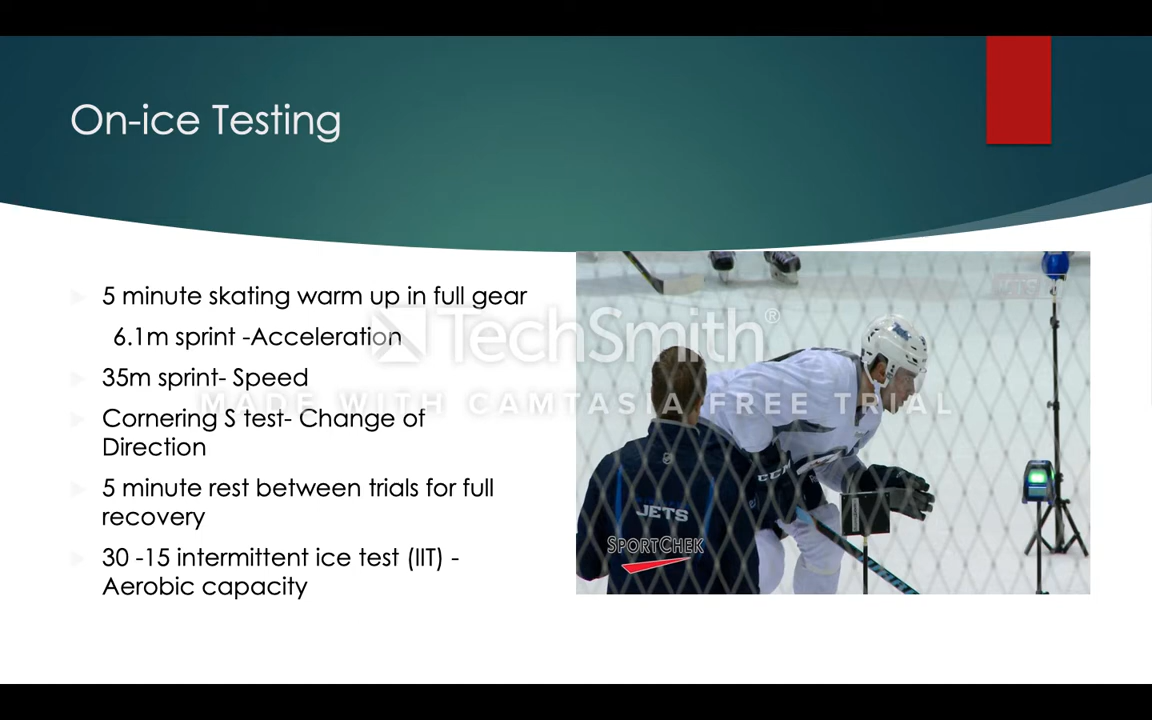 On-ice Testing
5 minute skating warm up in full gear
6.1m sprint -Acceleration
35m sprint- Speed
Cornering S test- Change of
Direction
5 minute rest between trials for full
recovery
30 -15 intermittent ice test (IIT) -
Aerobic capacity
TechSmith®
MADE WITH CAMTASIA FREE TRIAL
CCM
JETS
SPORTCHEK